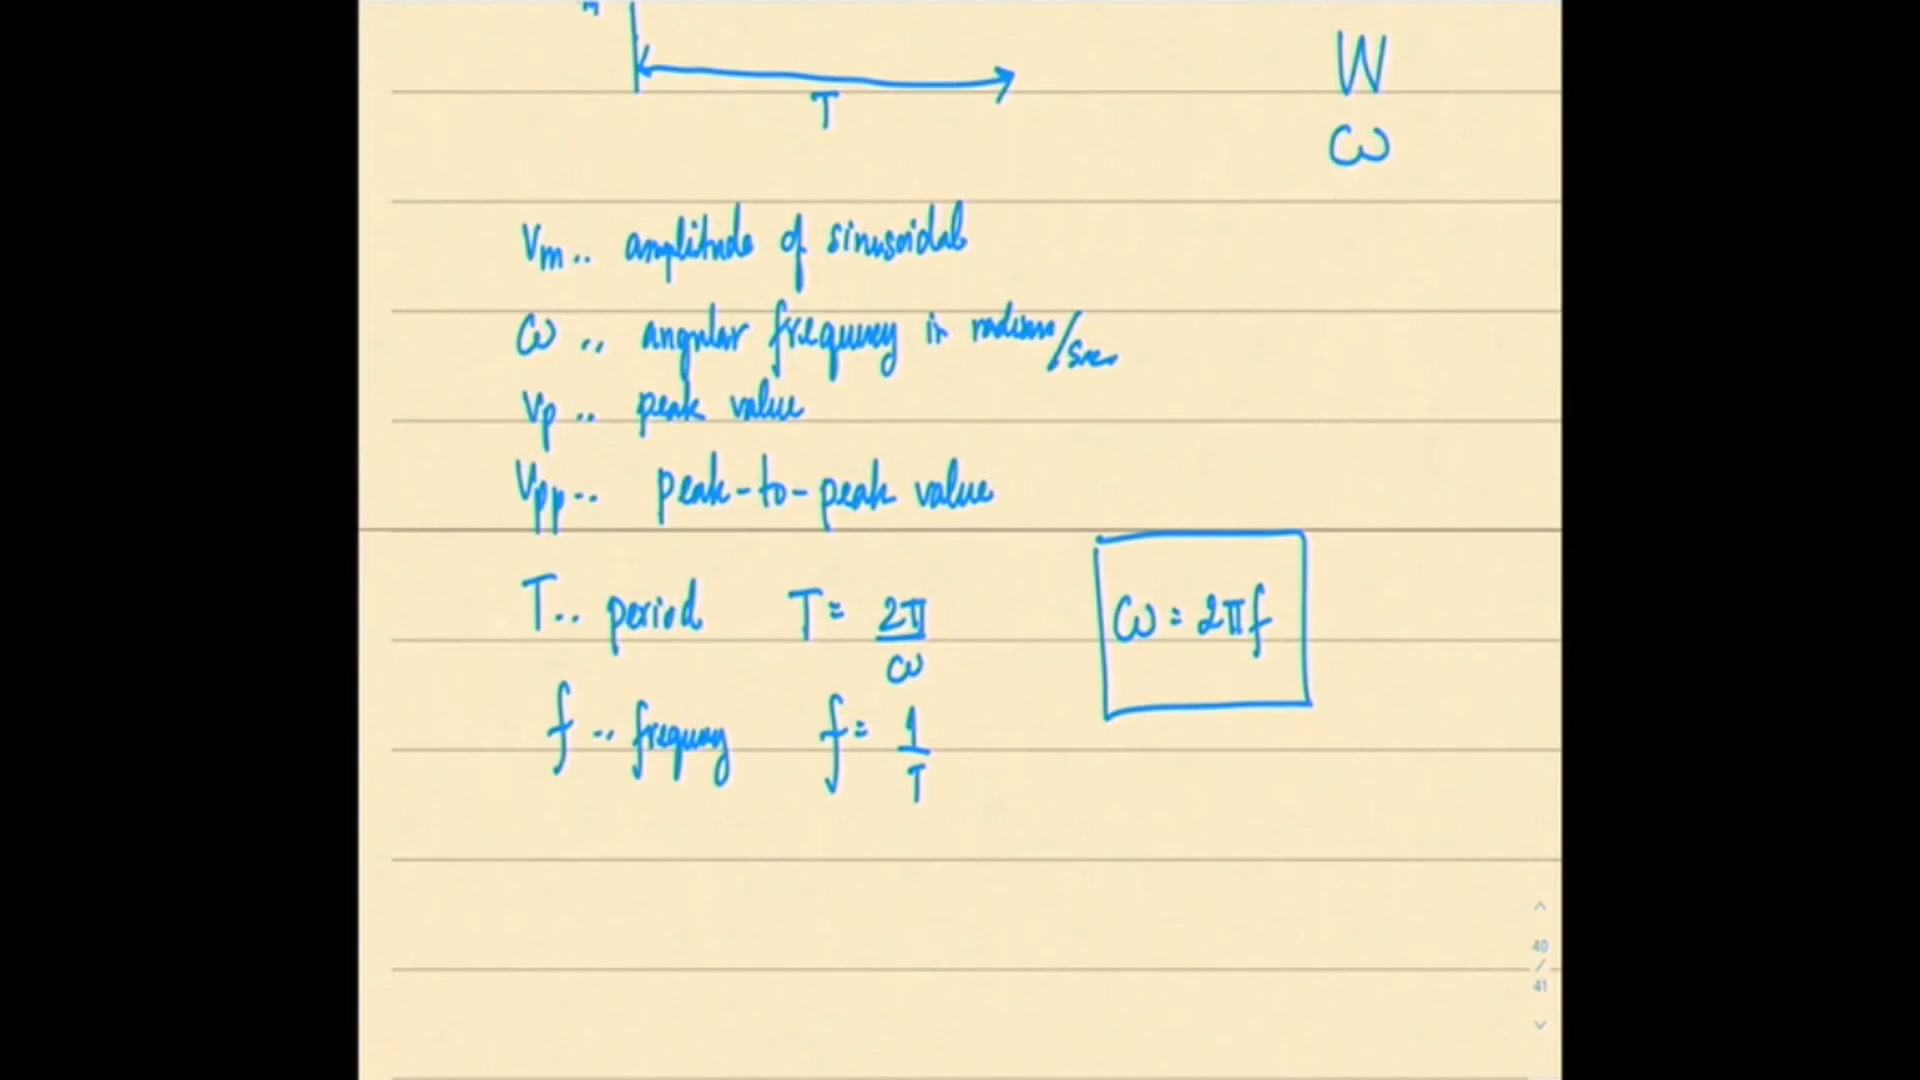 T
W
ω
Vm.. amplitude of sinusoidal
ω .. angular frequency in radian/sec
Vp .. peak value
Vpp.. peak-to-peak value
T.. period T = 2π/ω ω = 2πf
f .. frequency f = 1/T
40
/
41